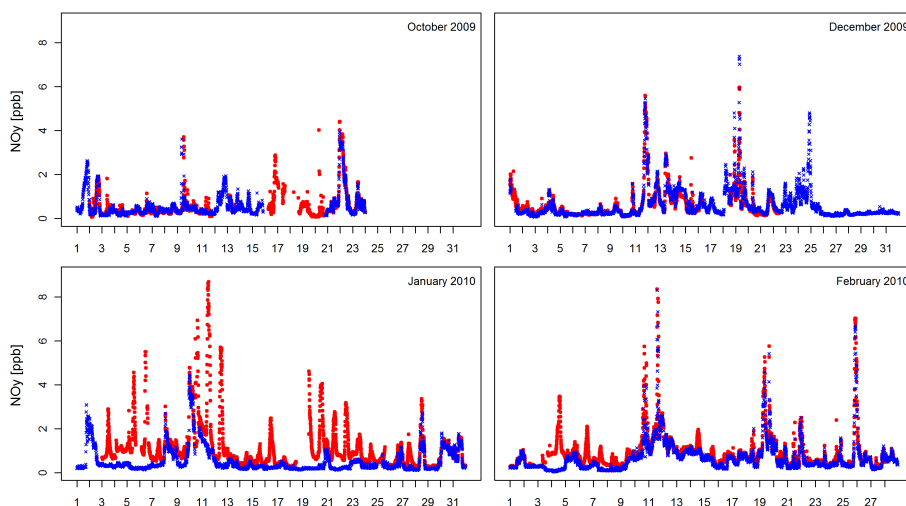 October 2009
December 2009
NOy [ppb]
8
6
4
2
0
1 3 5 7 9 11 13 15 17 19 21 23 25 27 29 31
1 3 5 7 9 11 13 15 17 19 21 23 25 27 29 31
January 2010
February 2010
NOy [ppb]
8
6
4
2
0
1 3 5 7 9 11 13 15 17 19 21 23 25 27 29 31
1 3 5 7 9 11 13 15 17 19 21 23 25 27